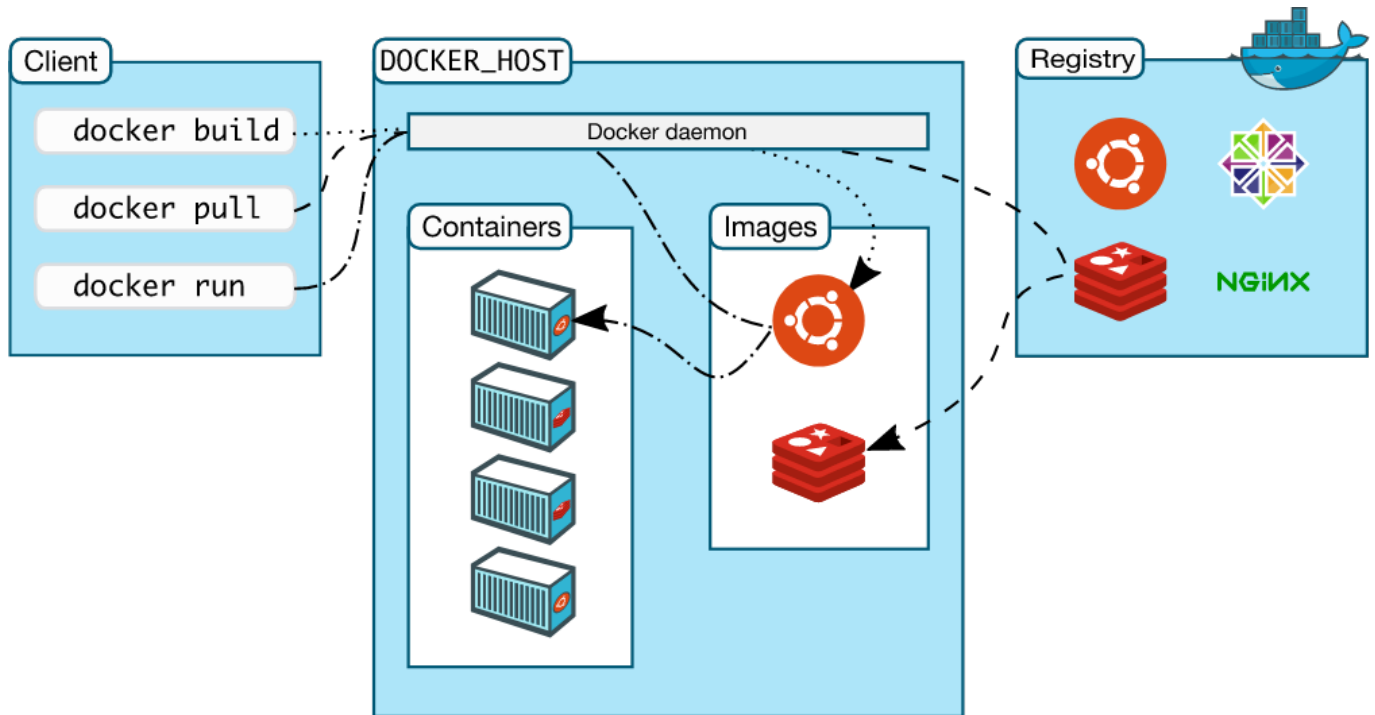 Client
docker build
docker pull
docker run
DOCKER_HOST
Docker daemon
Containers
Images
Registry
NGINX